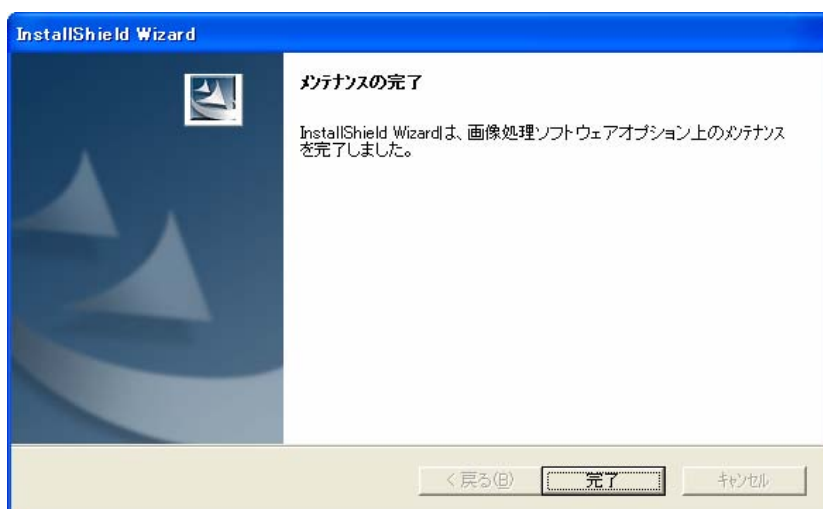 InstallShield Wizard
メンテナンスの完了
InstallShield Wizardは、画像処理ソフトウェアオプション上のメンテナンス
を完了しました。
< 戻る(B)
完了
キャンセル